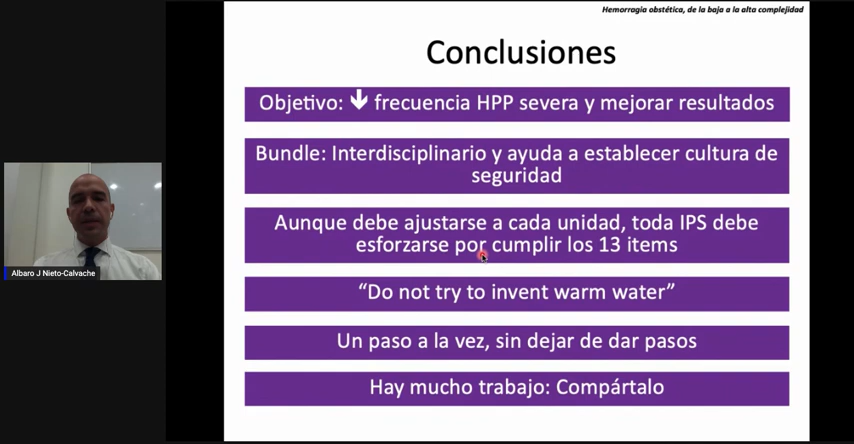 Hemorragia obstétrica, de la baja a la alta complejidad
Conclusiones
Objetivo: ↓ frecuencia HPP severa y mejorar resultados
Bundle: Interdisciplinario y ayuda a establecer cultura de
seguridad
Aunque debe ajustarse a cada unidad, toda IPS debe
esforzarse por cumplir los 13 items
“Do not try to invent warm water”
Un paso a la vez, sin dejar de dar pasos
Hay mucho trabajo: Compártalo
Albaro J Nieto-Calvache